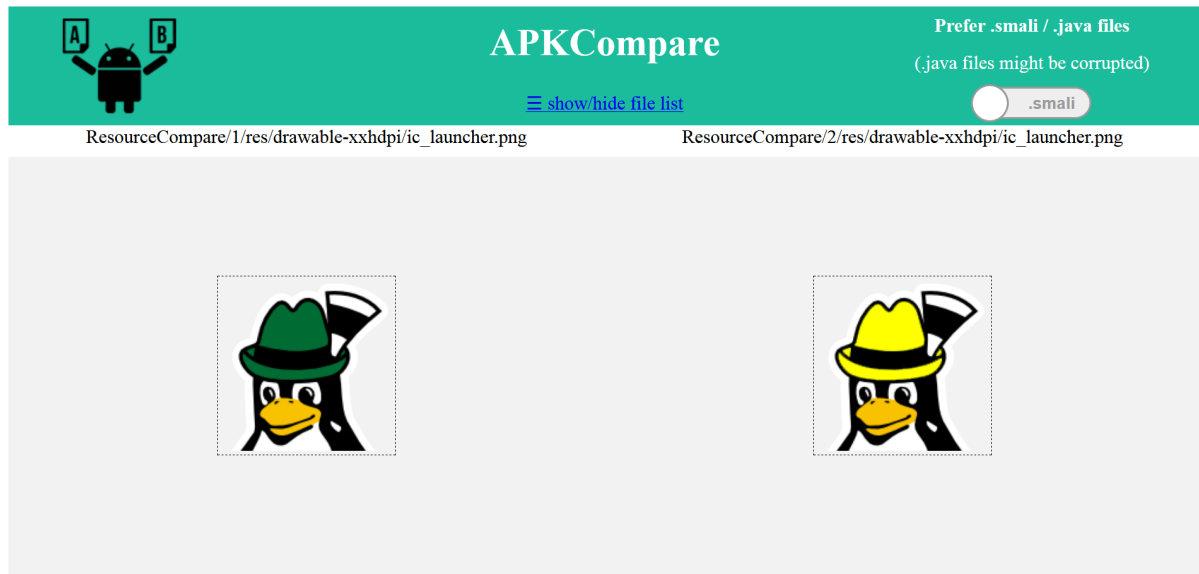 A B
APKCompare
☰ show/hide file list
Prefer .smali / .java files
(.java files might be corrupted)
.smali
ResourceCompare/1/res/drawable-xxhdpi/ic_launcher.png
ResourceCompare/2/res/drawable-xxhdpi/ic_launcher.png